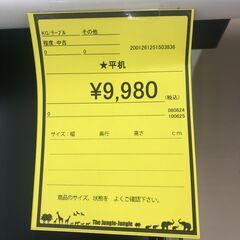 KG/テーブル その他
程度 中古 2001261251503836
0 0
★平机
¥9,980
(税込)
080624
100625
サイズ:幅 奥行 高さ cm
商品のサイズ、状態を よくご確認下さい。
The Jungle-Jungle